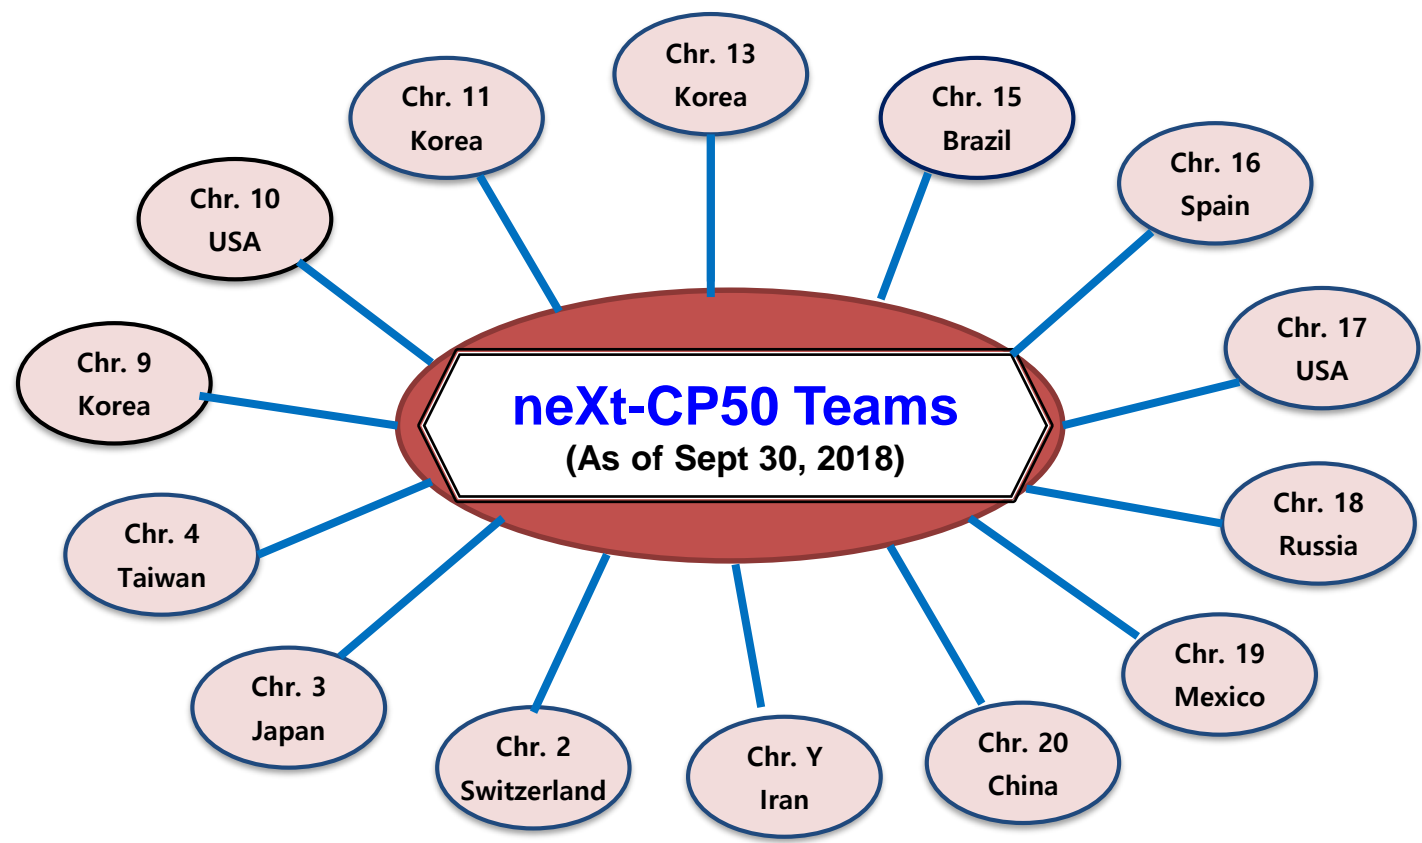 Chr. 13
Korea
Chr. 11
Korea
Chr. 15
Brazil
Chr. 16
Spain
Chr. 10
USA
Chr. 17
USA
Chr. 9
Korea
neXt-CP50 Teams
(As of Sept 30, 2018)
Chr. 18
Russia
Chr. 4
Taiwan
Chr. 19
Mexico
Chr. 3
Japan
Chr. 2
Switzerland
Chr. Y
Iran
Chr. 20
China